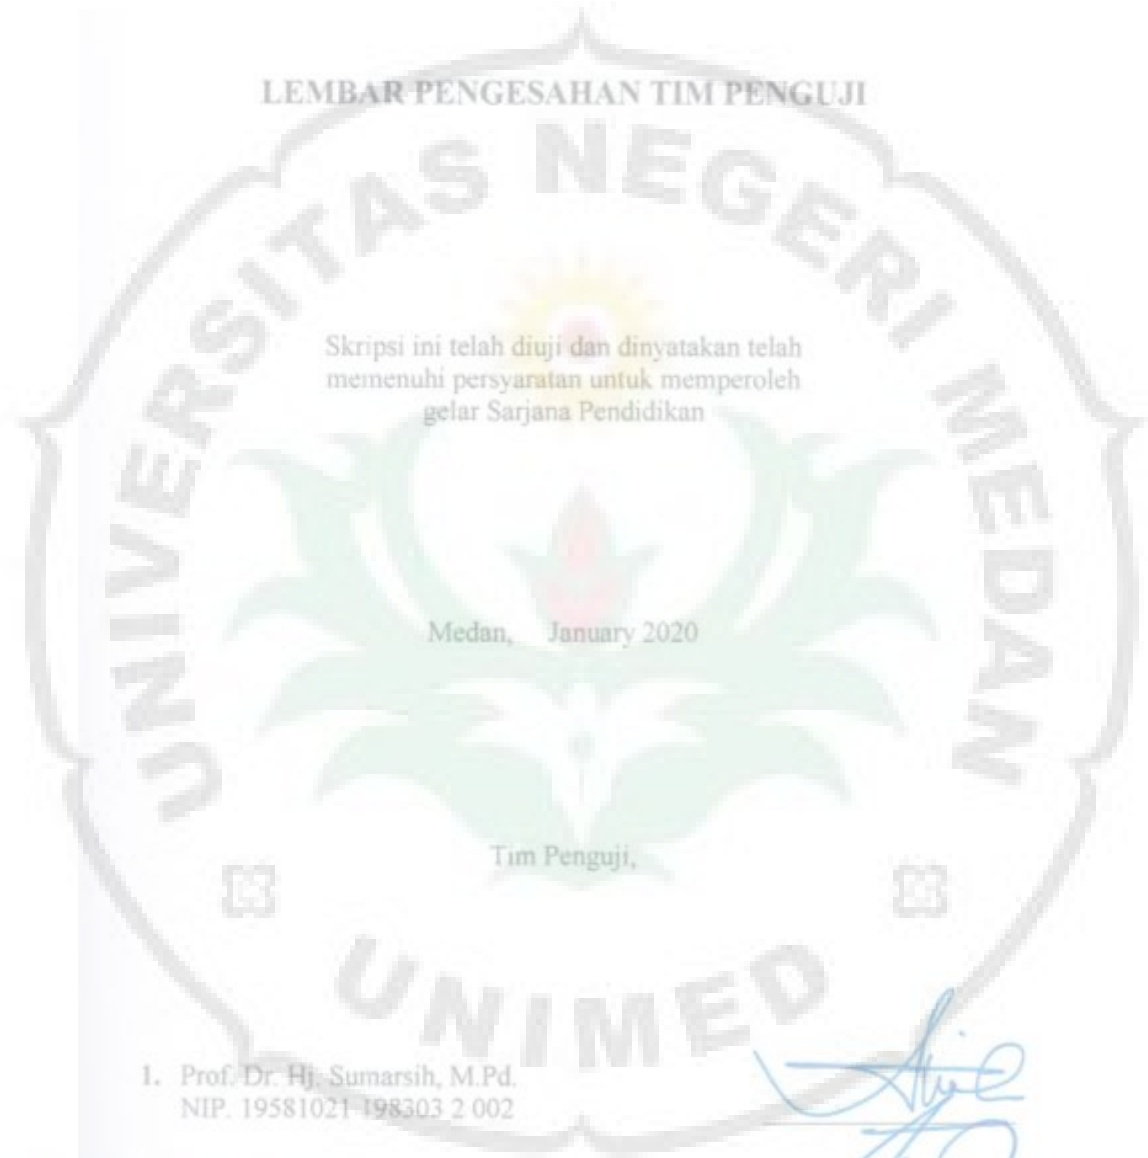 LEMBAR PENGESAHAN TIM PENGUJI
UNIVERSITAS NEGERI MEDAN
Skripsi ini telah diuji dan dinyatakan telah
memenuhi persyaratan untuk memperoleh
gelar Sarjana Pendidikan
Medan, January 2020
Tim Penguji,
UNIMED
1. Prof. Dr. Hj. Sumarsih, M.Pd.
NIP. 19581021 198303 2 002